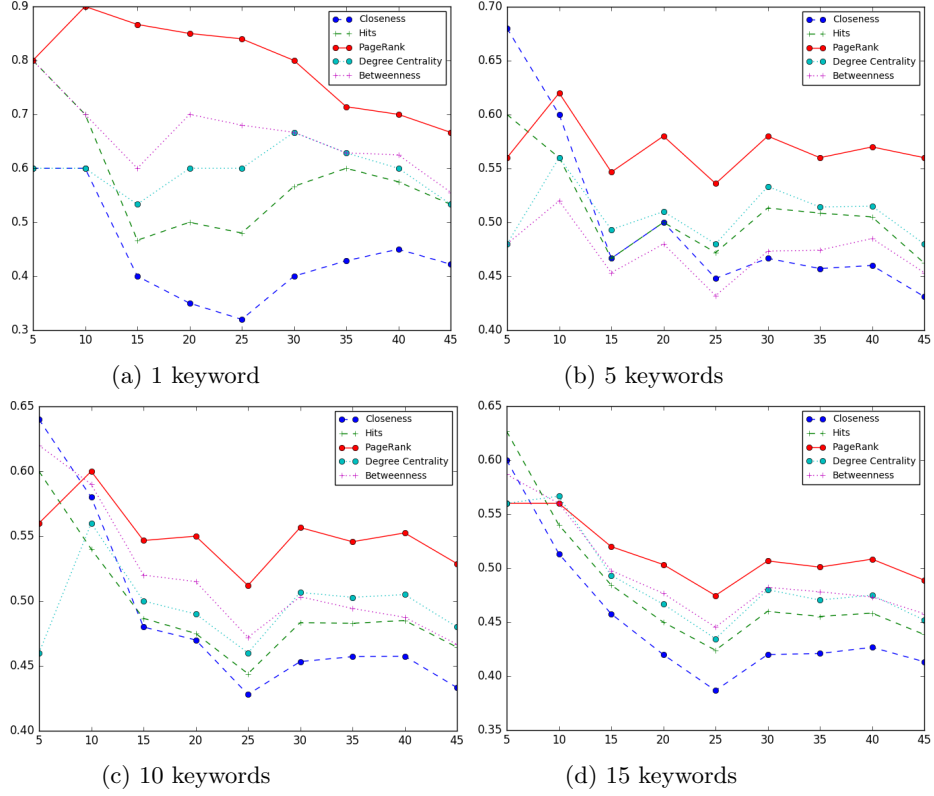 0.9
0.8
0.7
0.6
0.5
0.4
0.3
5 10 15 20 25 30 35 40 45
Closeness
Hits
PageRank
Degree Centrality
Betweenness
(a) 1 keyword
0.70
0.65
0.60
0.55
0.50
0.45
0.40
5 10 15 20 25 30 35 40 45
Closeness
Hits
PageRank
Degree Centrality
Betweenness
(b) 5 keywords
0.65
0.60
0.55
0.50
0.45
0.40
5 10 15 20 25 30 35 40 45
Closeness
Hits
PageRank
Degree Centrality
Betweenness
(c) 10 keywords
0.65
0.60
0.55
0.50
0.45
0.40
0.35
5 10 15 20 25 30 35 40 45
Closeness
Hits
PageRank
Degree Centrality
Betweenness
(d) 15 keywords